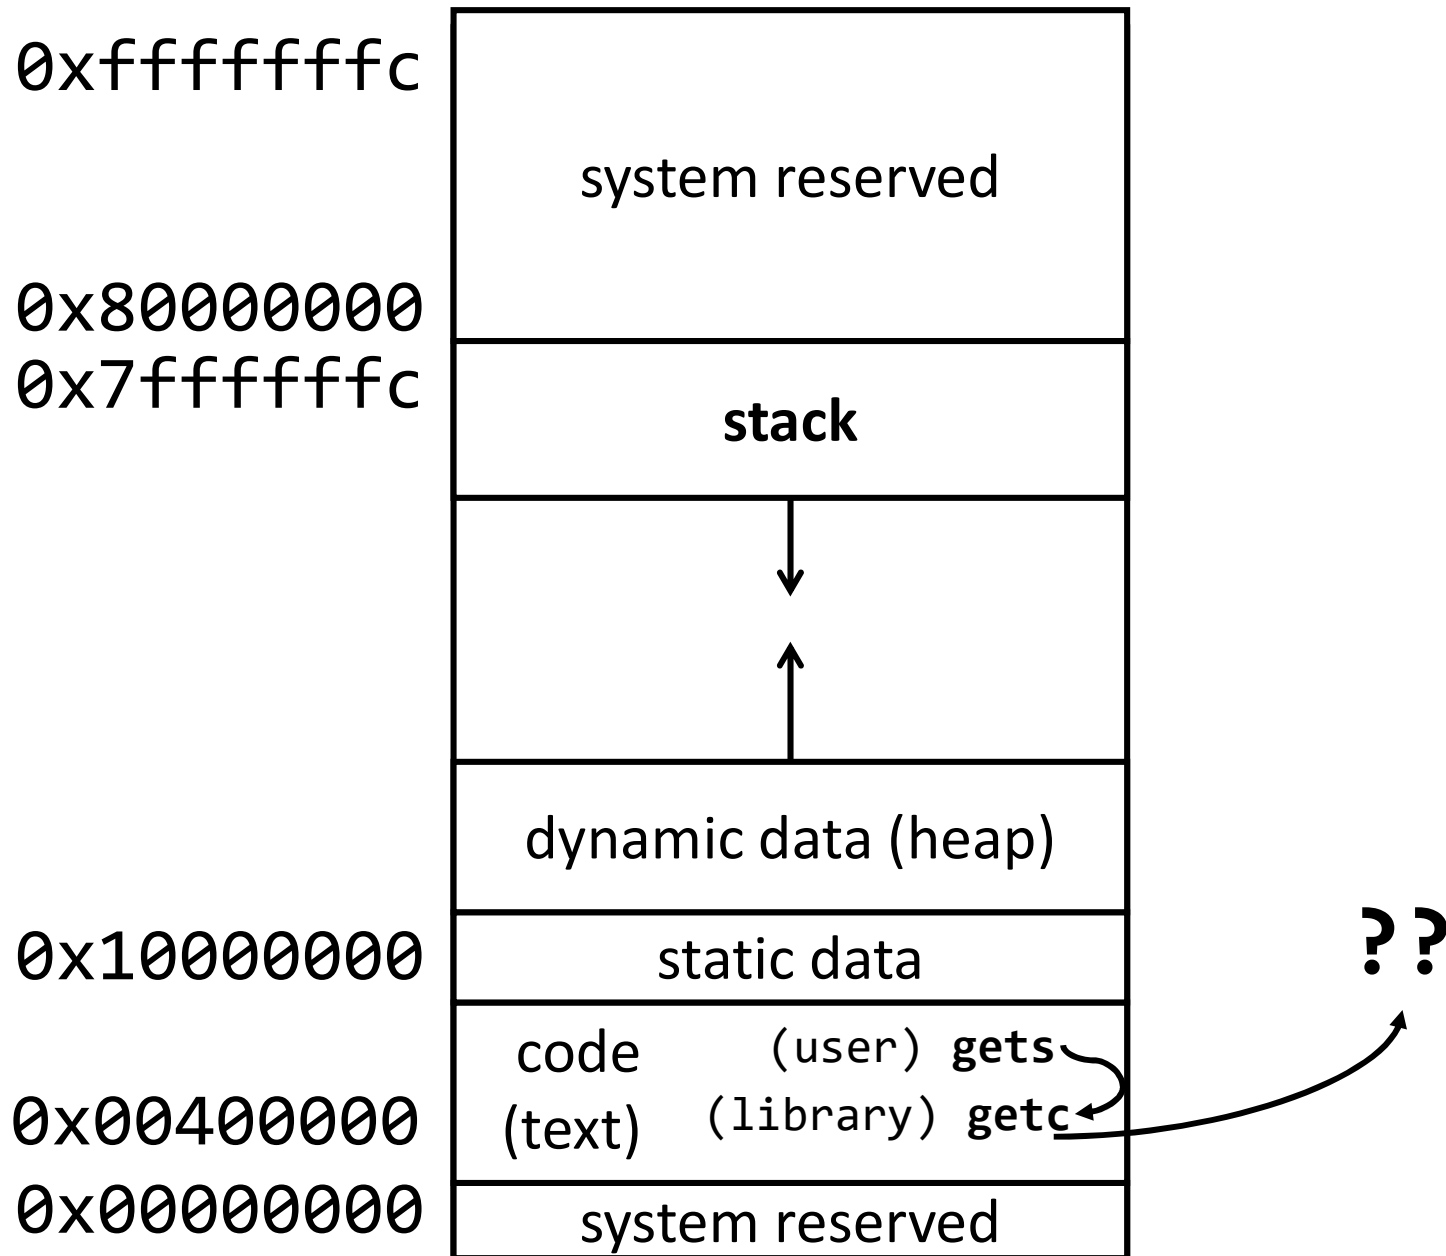 0xfffffffc
system reserved
0x80000000
0x7ffffffc
stack
dynamic data (heap)
0x10000000
static data
??
code
(user) gets
0x00400000
(text)
(library) getc
0x00000000
system reserved